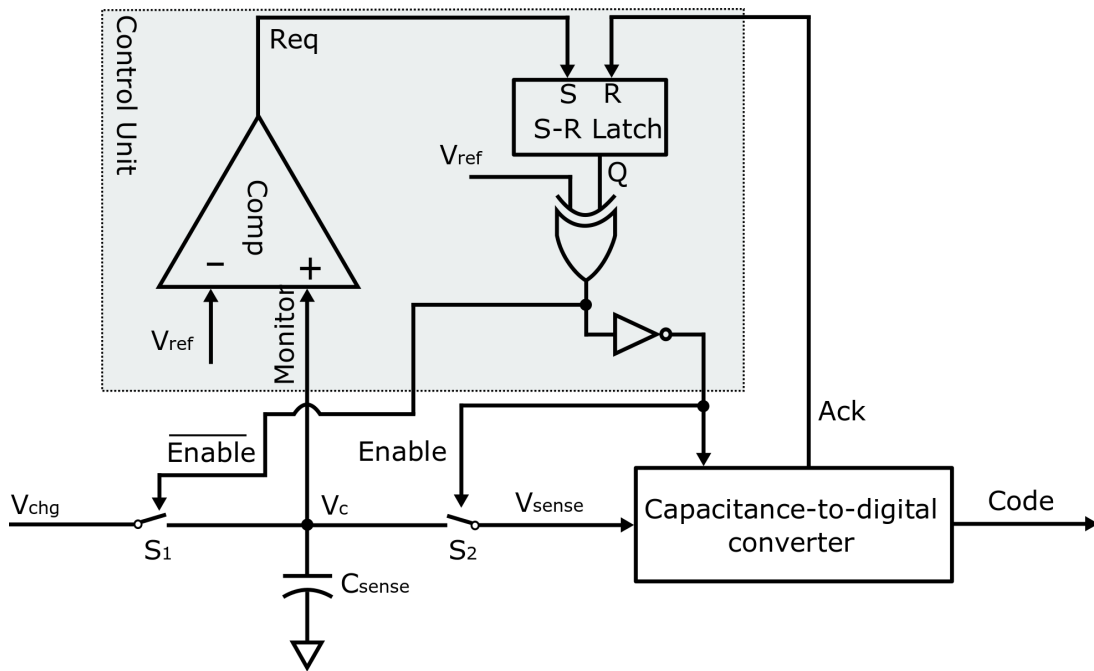 Control Unit
Req
S R
S-R Latch
Vref
Q
Comp
− +
Vref
Monitor
Ack
Enable
Enable
Vchg
Vc
Vsense
Capacitance-to-digital
converter
Code
S1
S2
Csense